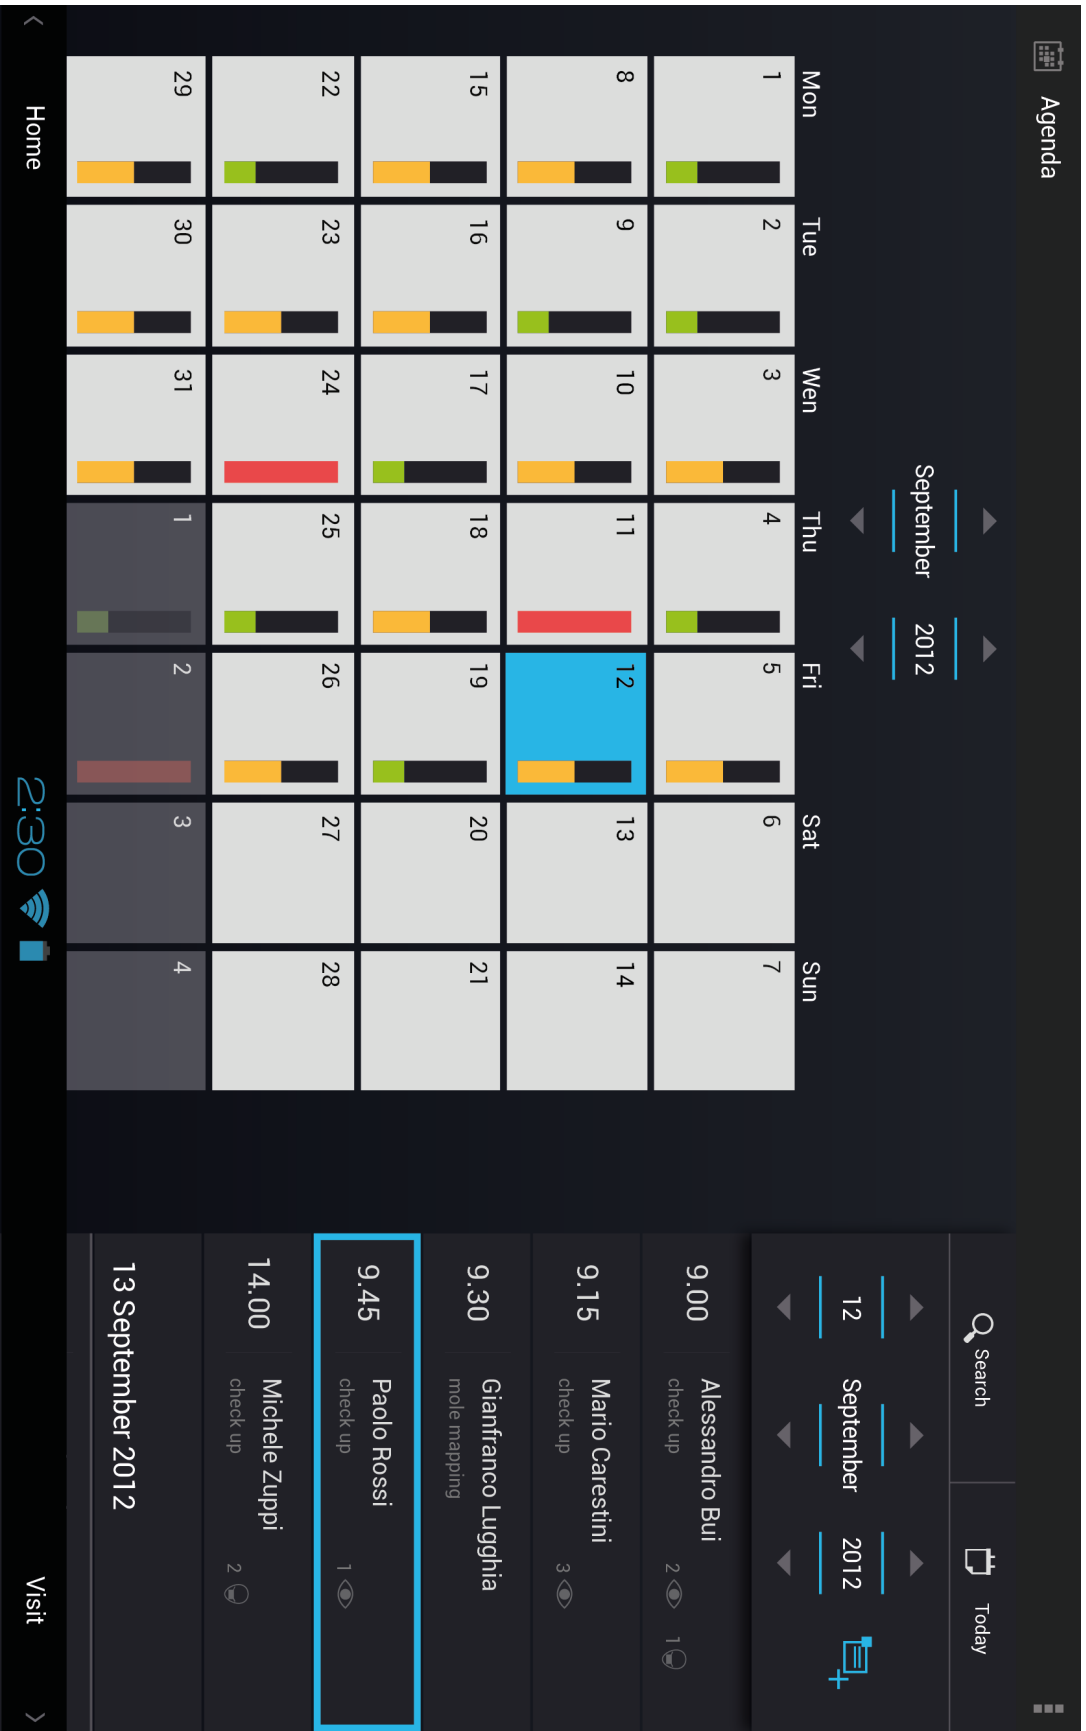 Agenda
September 2012
Mon Tue Wen Thu Fri Sat Sun
1 2 3 4 5 6 7
8 9 10 11 12 13 14
15 16 17 18 19 20 21
22 23 24 25 26 27 28
29 30 31 1 2 3 4
Search Today
12 September 2012
9.00 Alessandro Bui
check up 2 1
9.15 Mario Carestini
check up 3
9.30 Gianfranco Lugghia
mole mapping
9.45 Paolo Rossi
check up 1
14.00 Michele Zuppi
check up 2
13 September 2012
Home 2:30 Visit